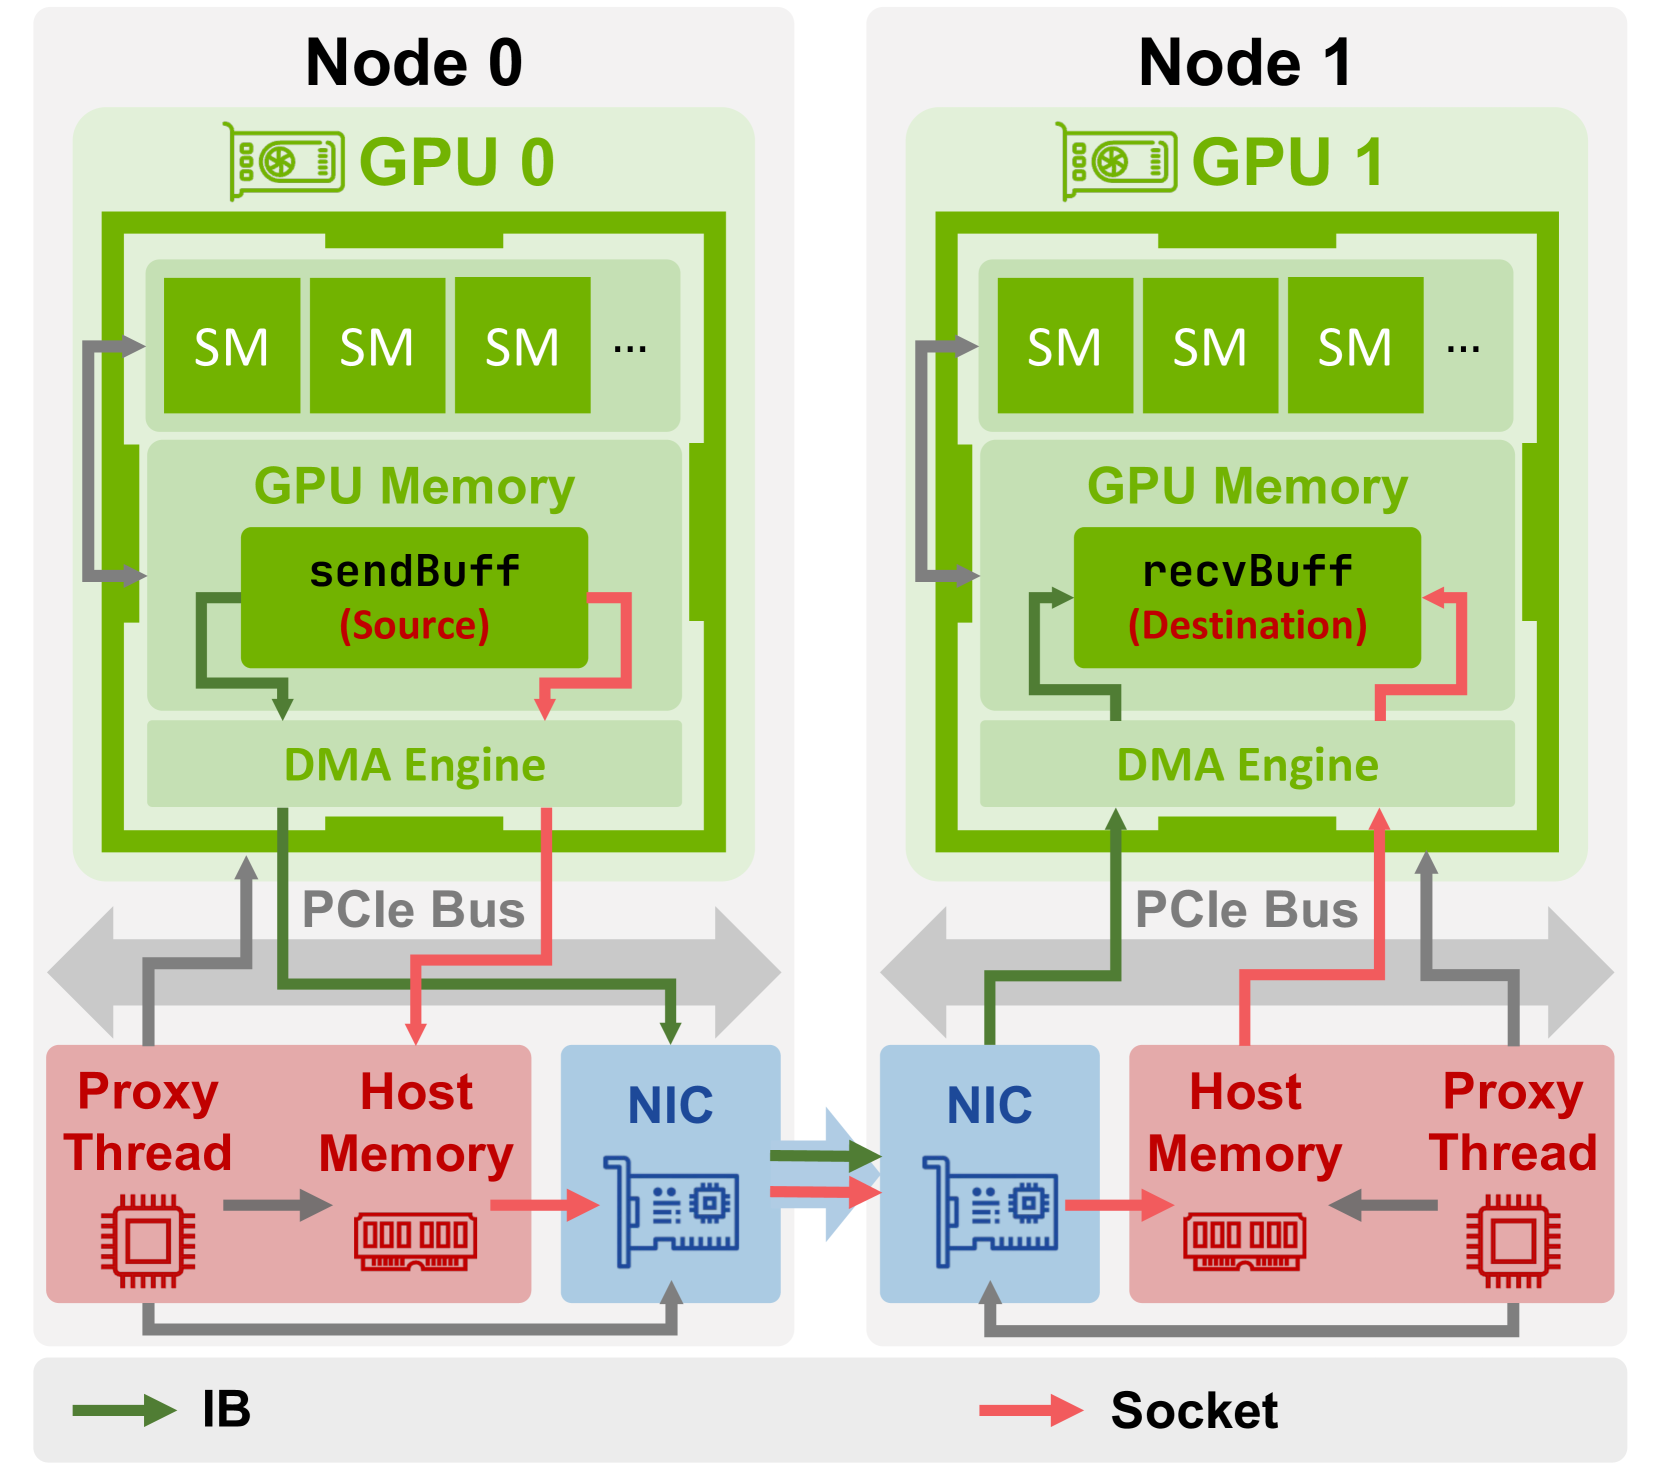 Node 0
GPU 0
SM SM SM ...
GPU Memory
sendBuff
(Source)
DMA Engine
PCIe Bus
Proxy
Thread
Host
Memory
NIC
Node 1
GPU 1
SM SM SM ...
GPU Memory
recvBuff
(Destination)
DMA Engine
PCIe Bus
NIC
Host
Memory
Proxy
Thread
IB
Socket